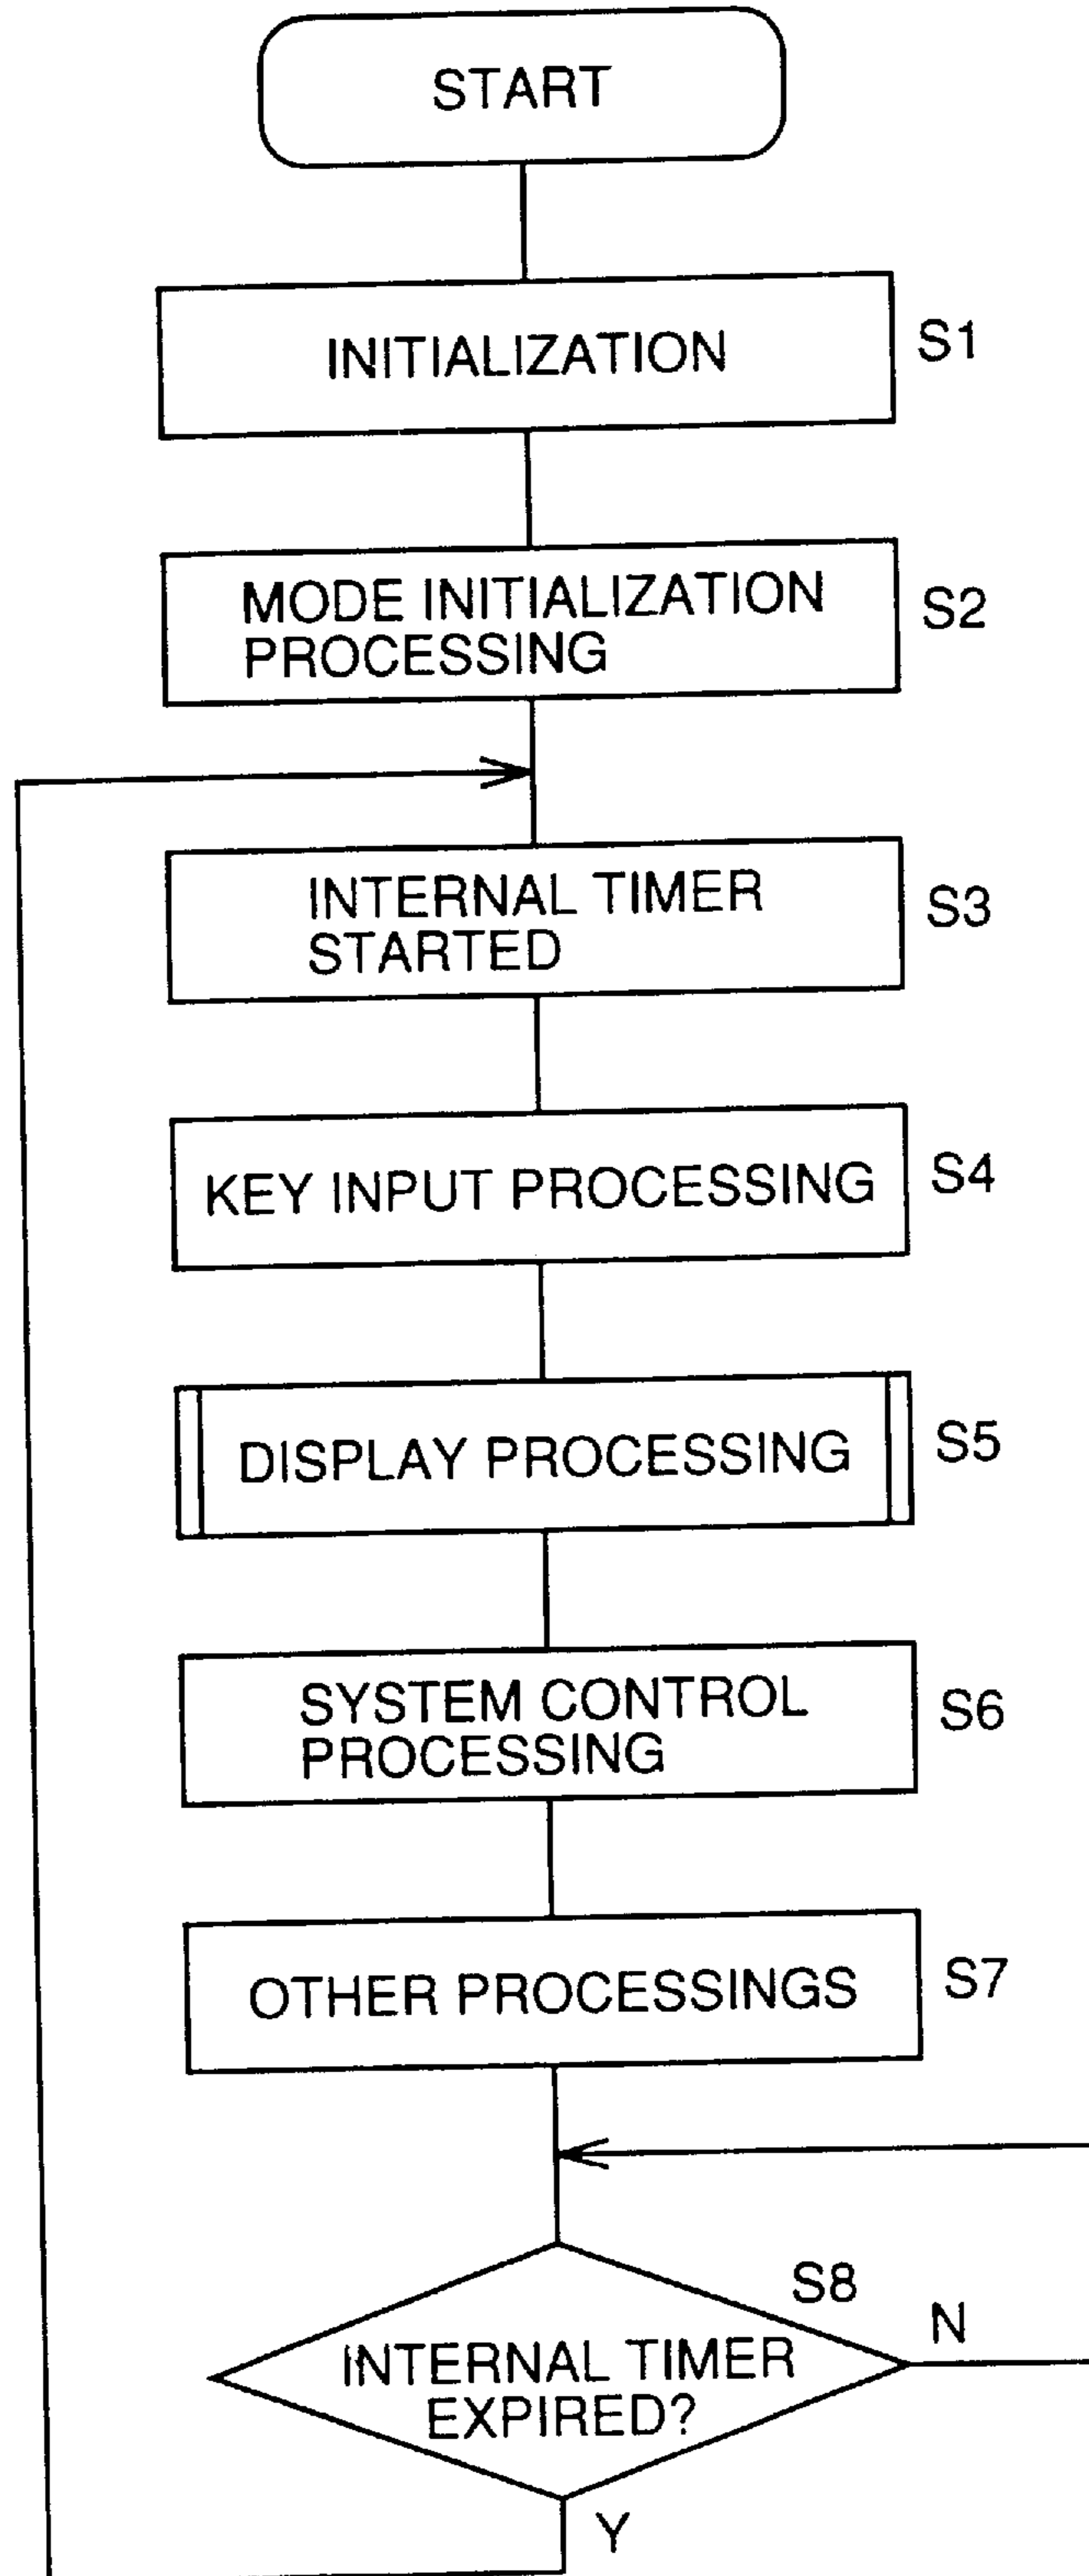 START
INITIALIZATION
S1
MODE INITIALIZATION
PROCESSING
S2
INTERNAL TIMER
STARTED
S3
KEY INPUT PROCESSING
S4
DISPLAY PROCESSING
S5
SYSTEM CONTROL
PROCESSING
S6
OTHER PROCESSINGS
S7
S8
N
INTERNAL TIMER
EXPIRED?
Y